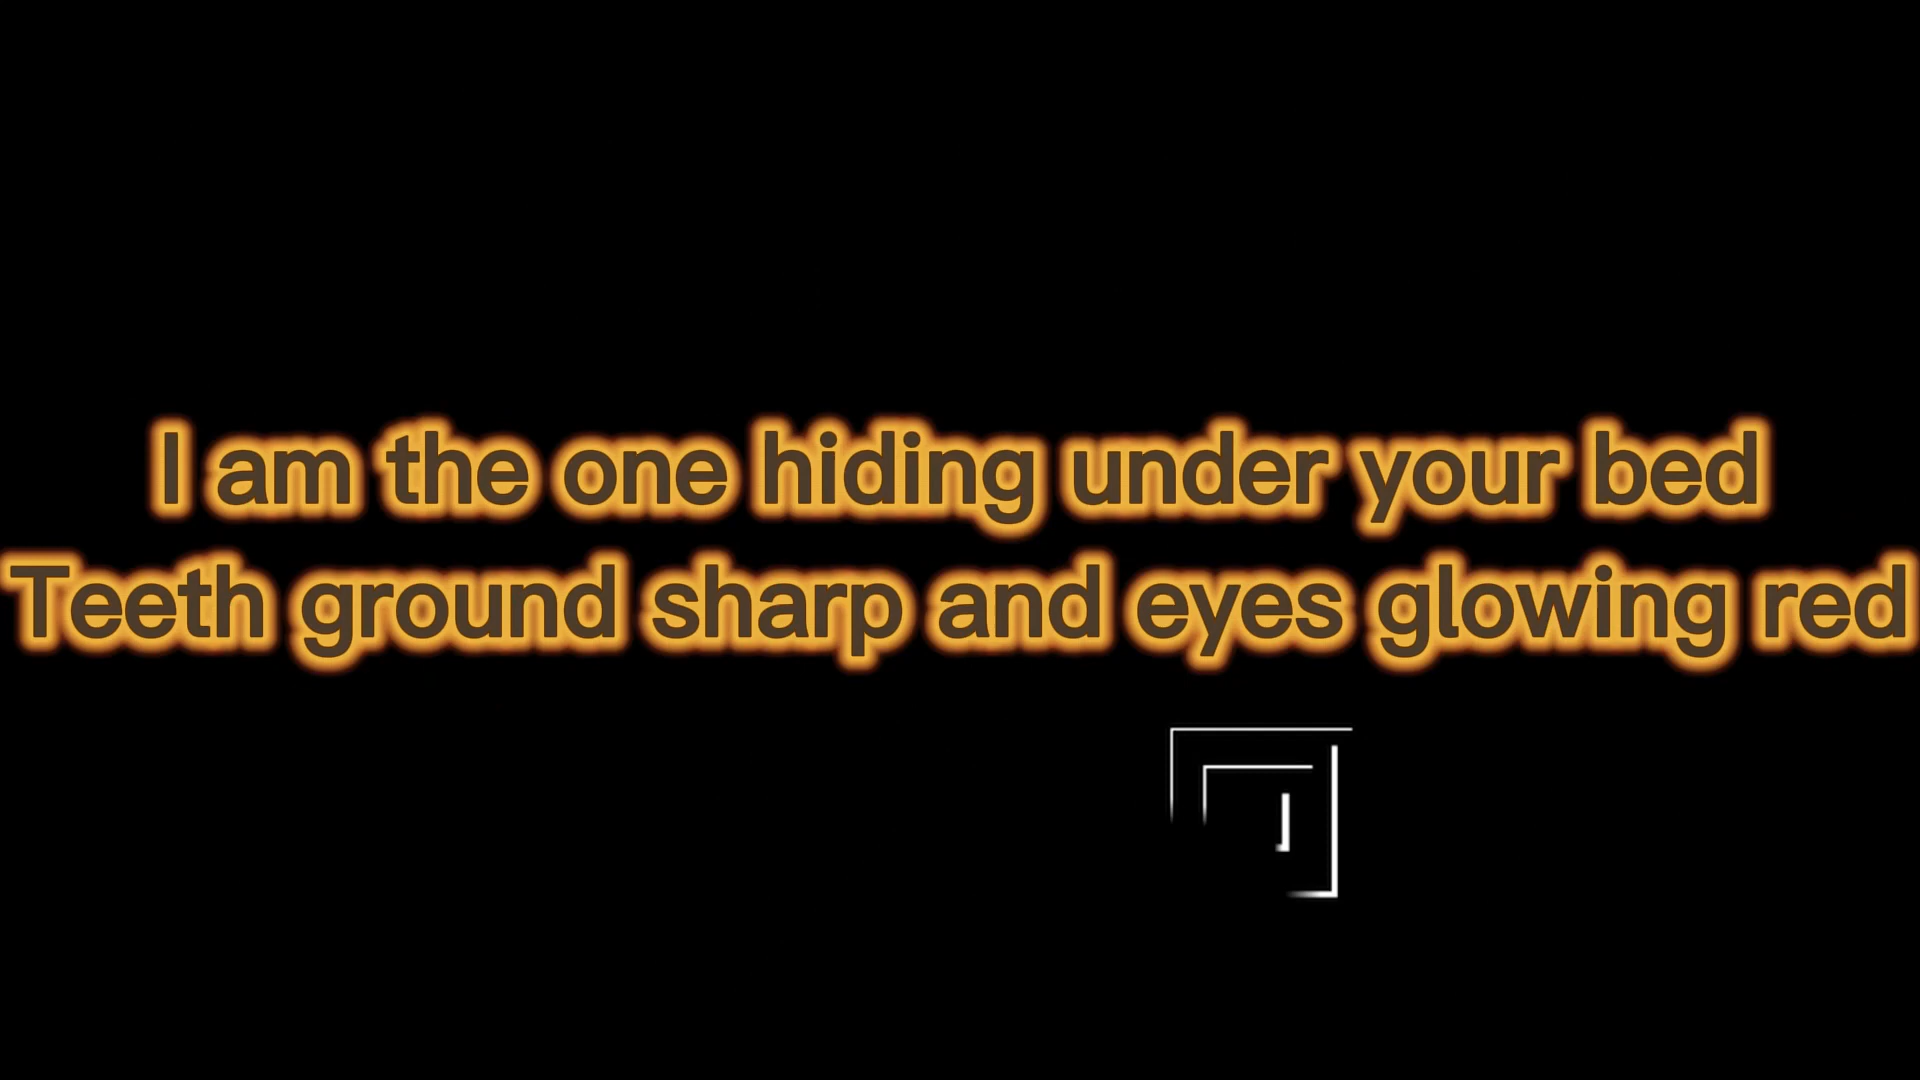 I am the one hiding under your bed
Teeth ground sharp and eyes glowing red